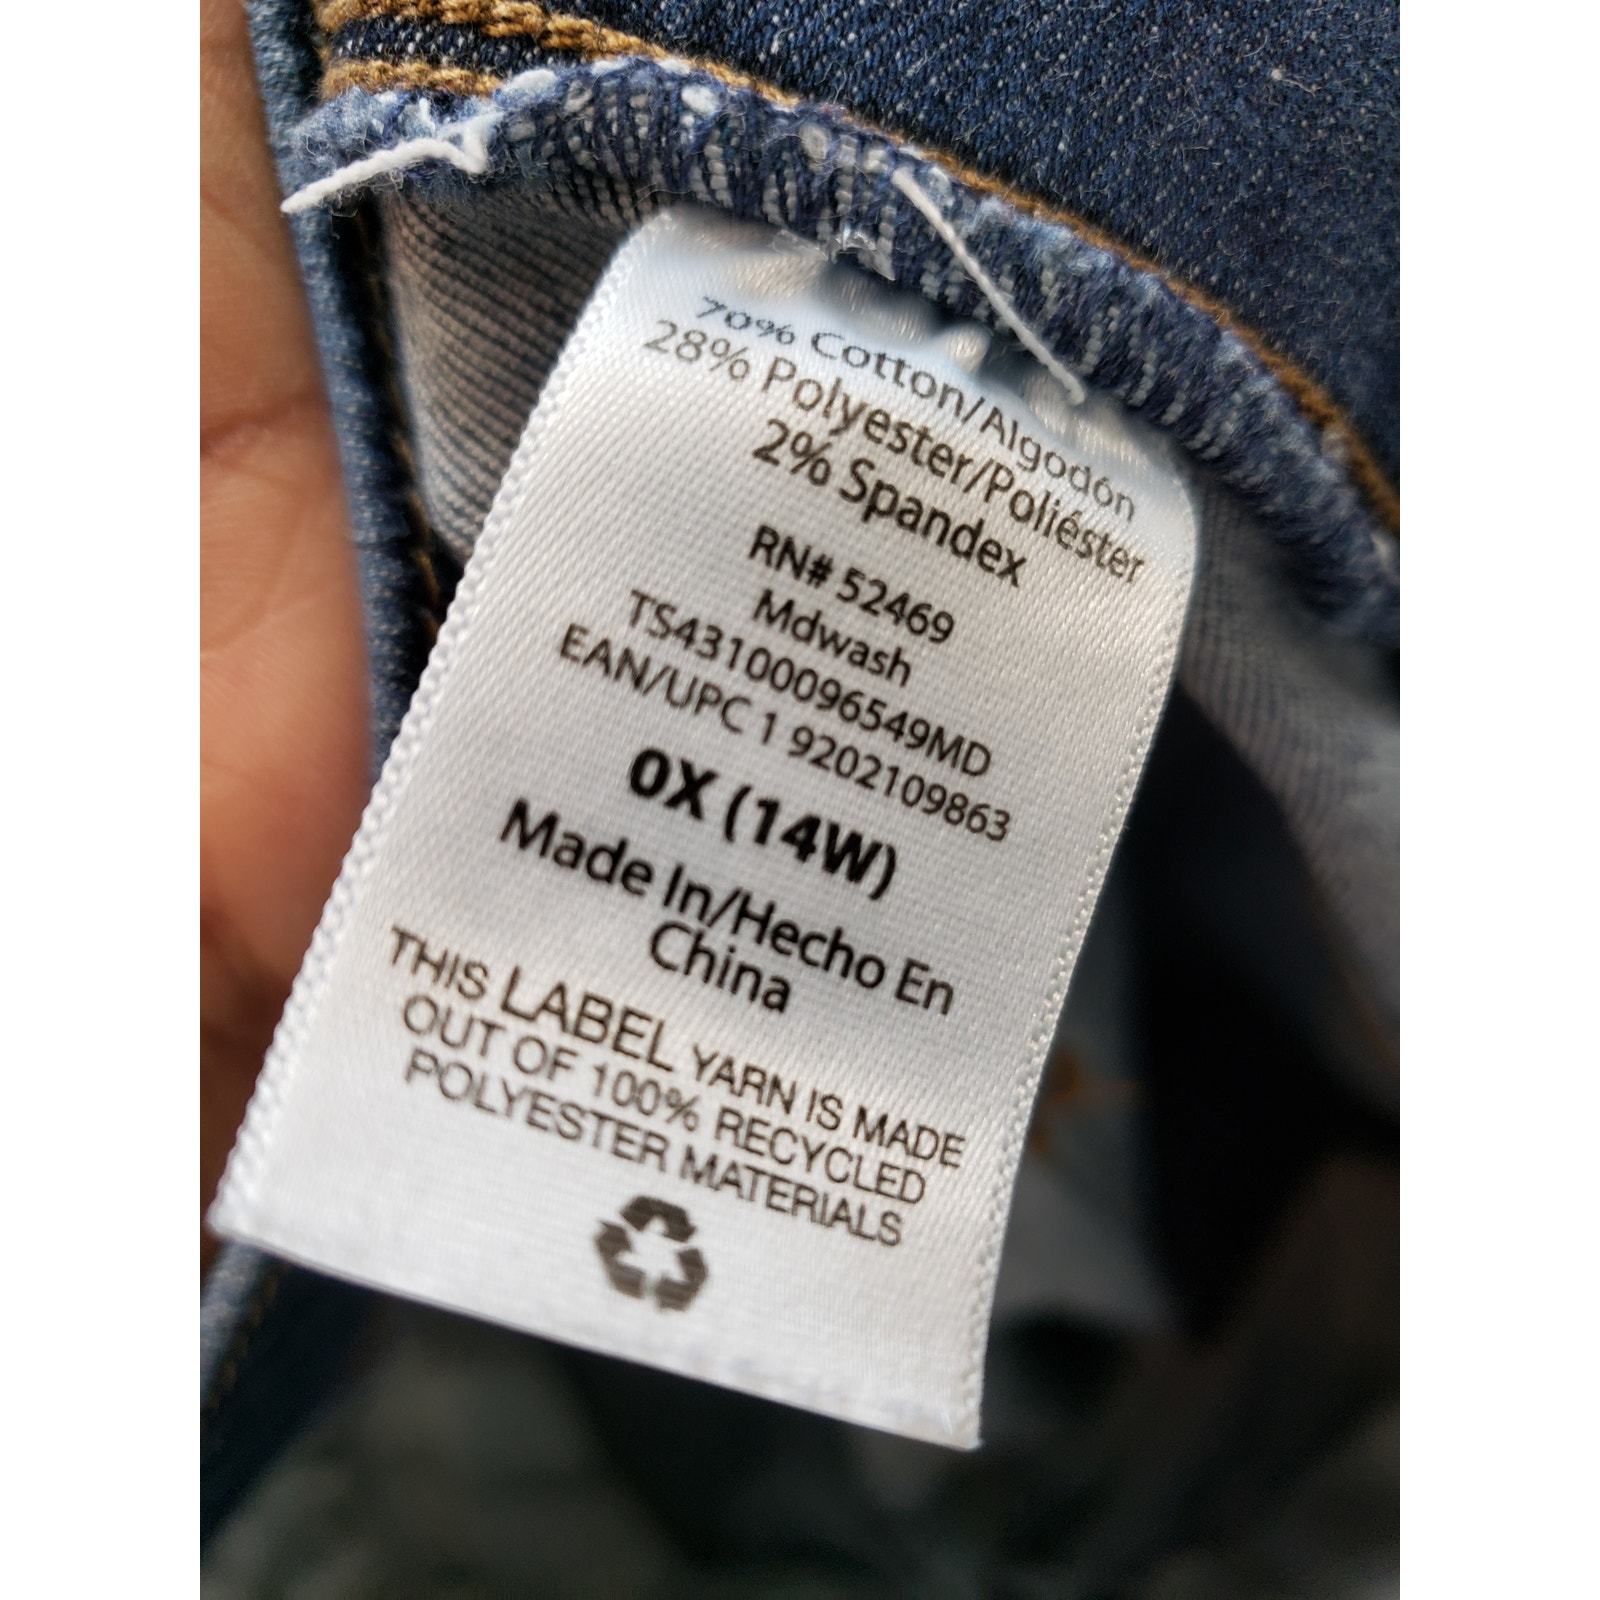 70% Cotton/Algodón
28% Polyester/Poliéster
2% Spandex
RN# 52469
Mdwash
TS43100096549MD
EAN/UPC 1 9202109863
0X (14W)
Made In/Hecho En
China
THIS LABEL YARN IS MADE
OUT OF 100% RECYCLED
POLYESTER MATERIALS